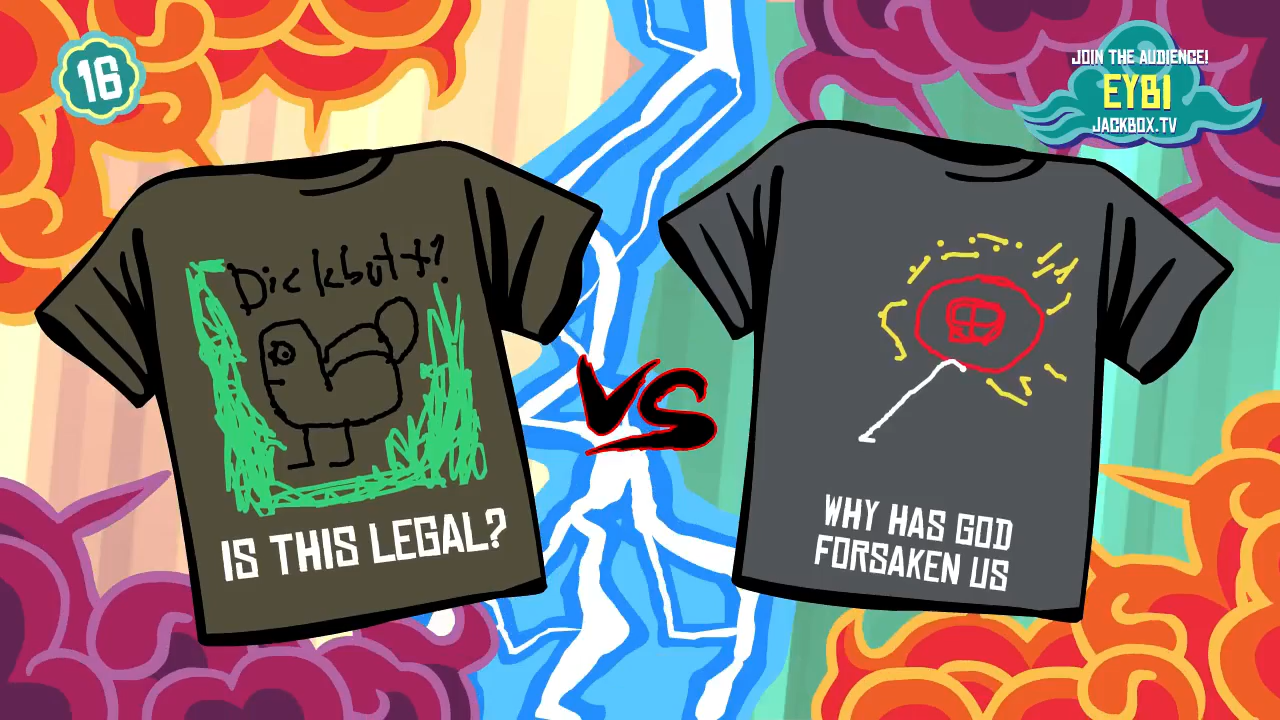 16
JOIN THE AUDIENCE!
EYBI
JACKBOX.TV
Dickbutt?
IS THIS LEGAL?
VS
WHY HAS GOD
FORSAKEN US